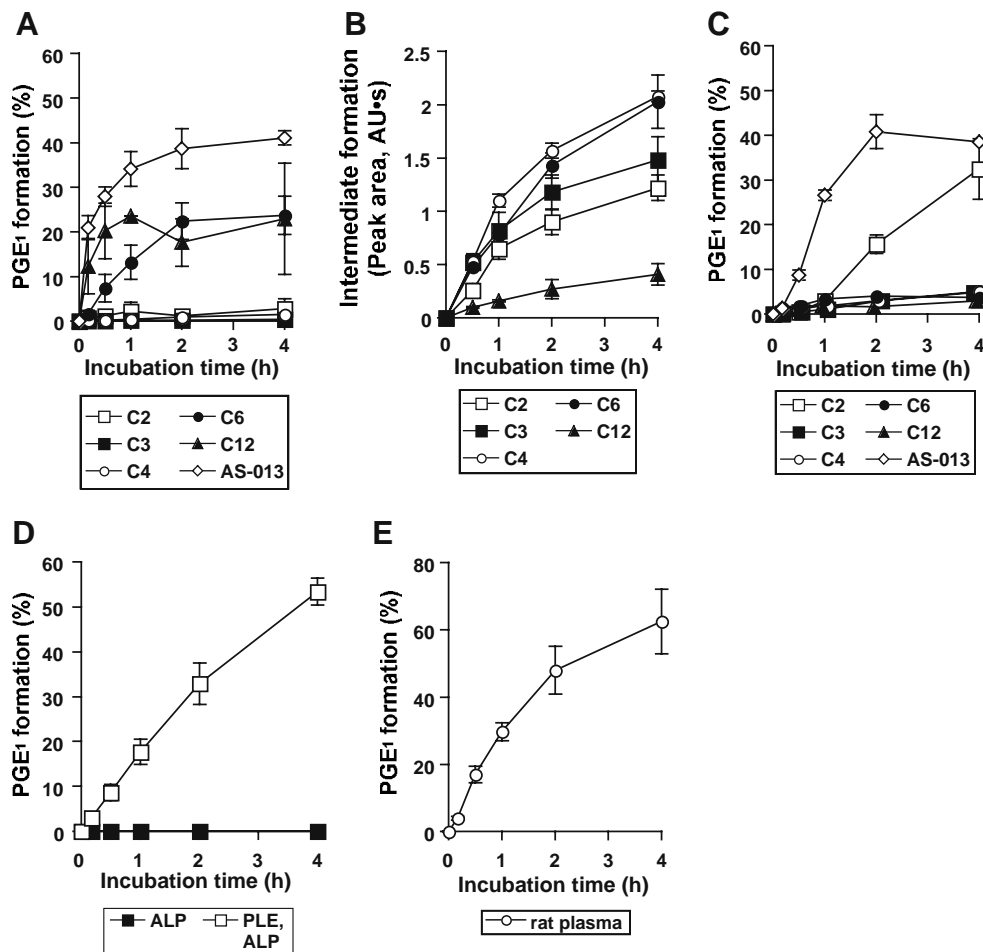 A
PGE1 formation (%)
60
50
40
30
20
10
0
0 1 2 3 4
Incubation time (h)
C2 C6
C3 C12
C4 AS-013
B
Intermediate formation
(Peak area, AU•s)
2.5
2
1.5
1
0.5
0
0 1 2 3 4
Incubation time (h)
C2 C6
C3 C12
C4
C
PGE1 formation (%)
60
50
40
30
20
10
0
0 1 2 3 4
Incubation time (h)
C2 C6
C3 C12
C4 AS-013
D
PGE1 formation (%)
60
50
40
30
20
10
0
0 1 2 3 4
Incubation time (h)
ALP PLE,
ALP
E
PGE1 formation (%)
80
60
40
20
0
0 1 2 3 4
Incubation time (h)
rat plasma